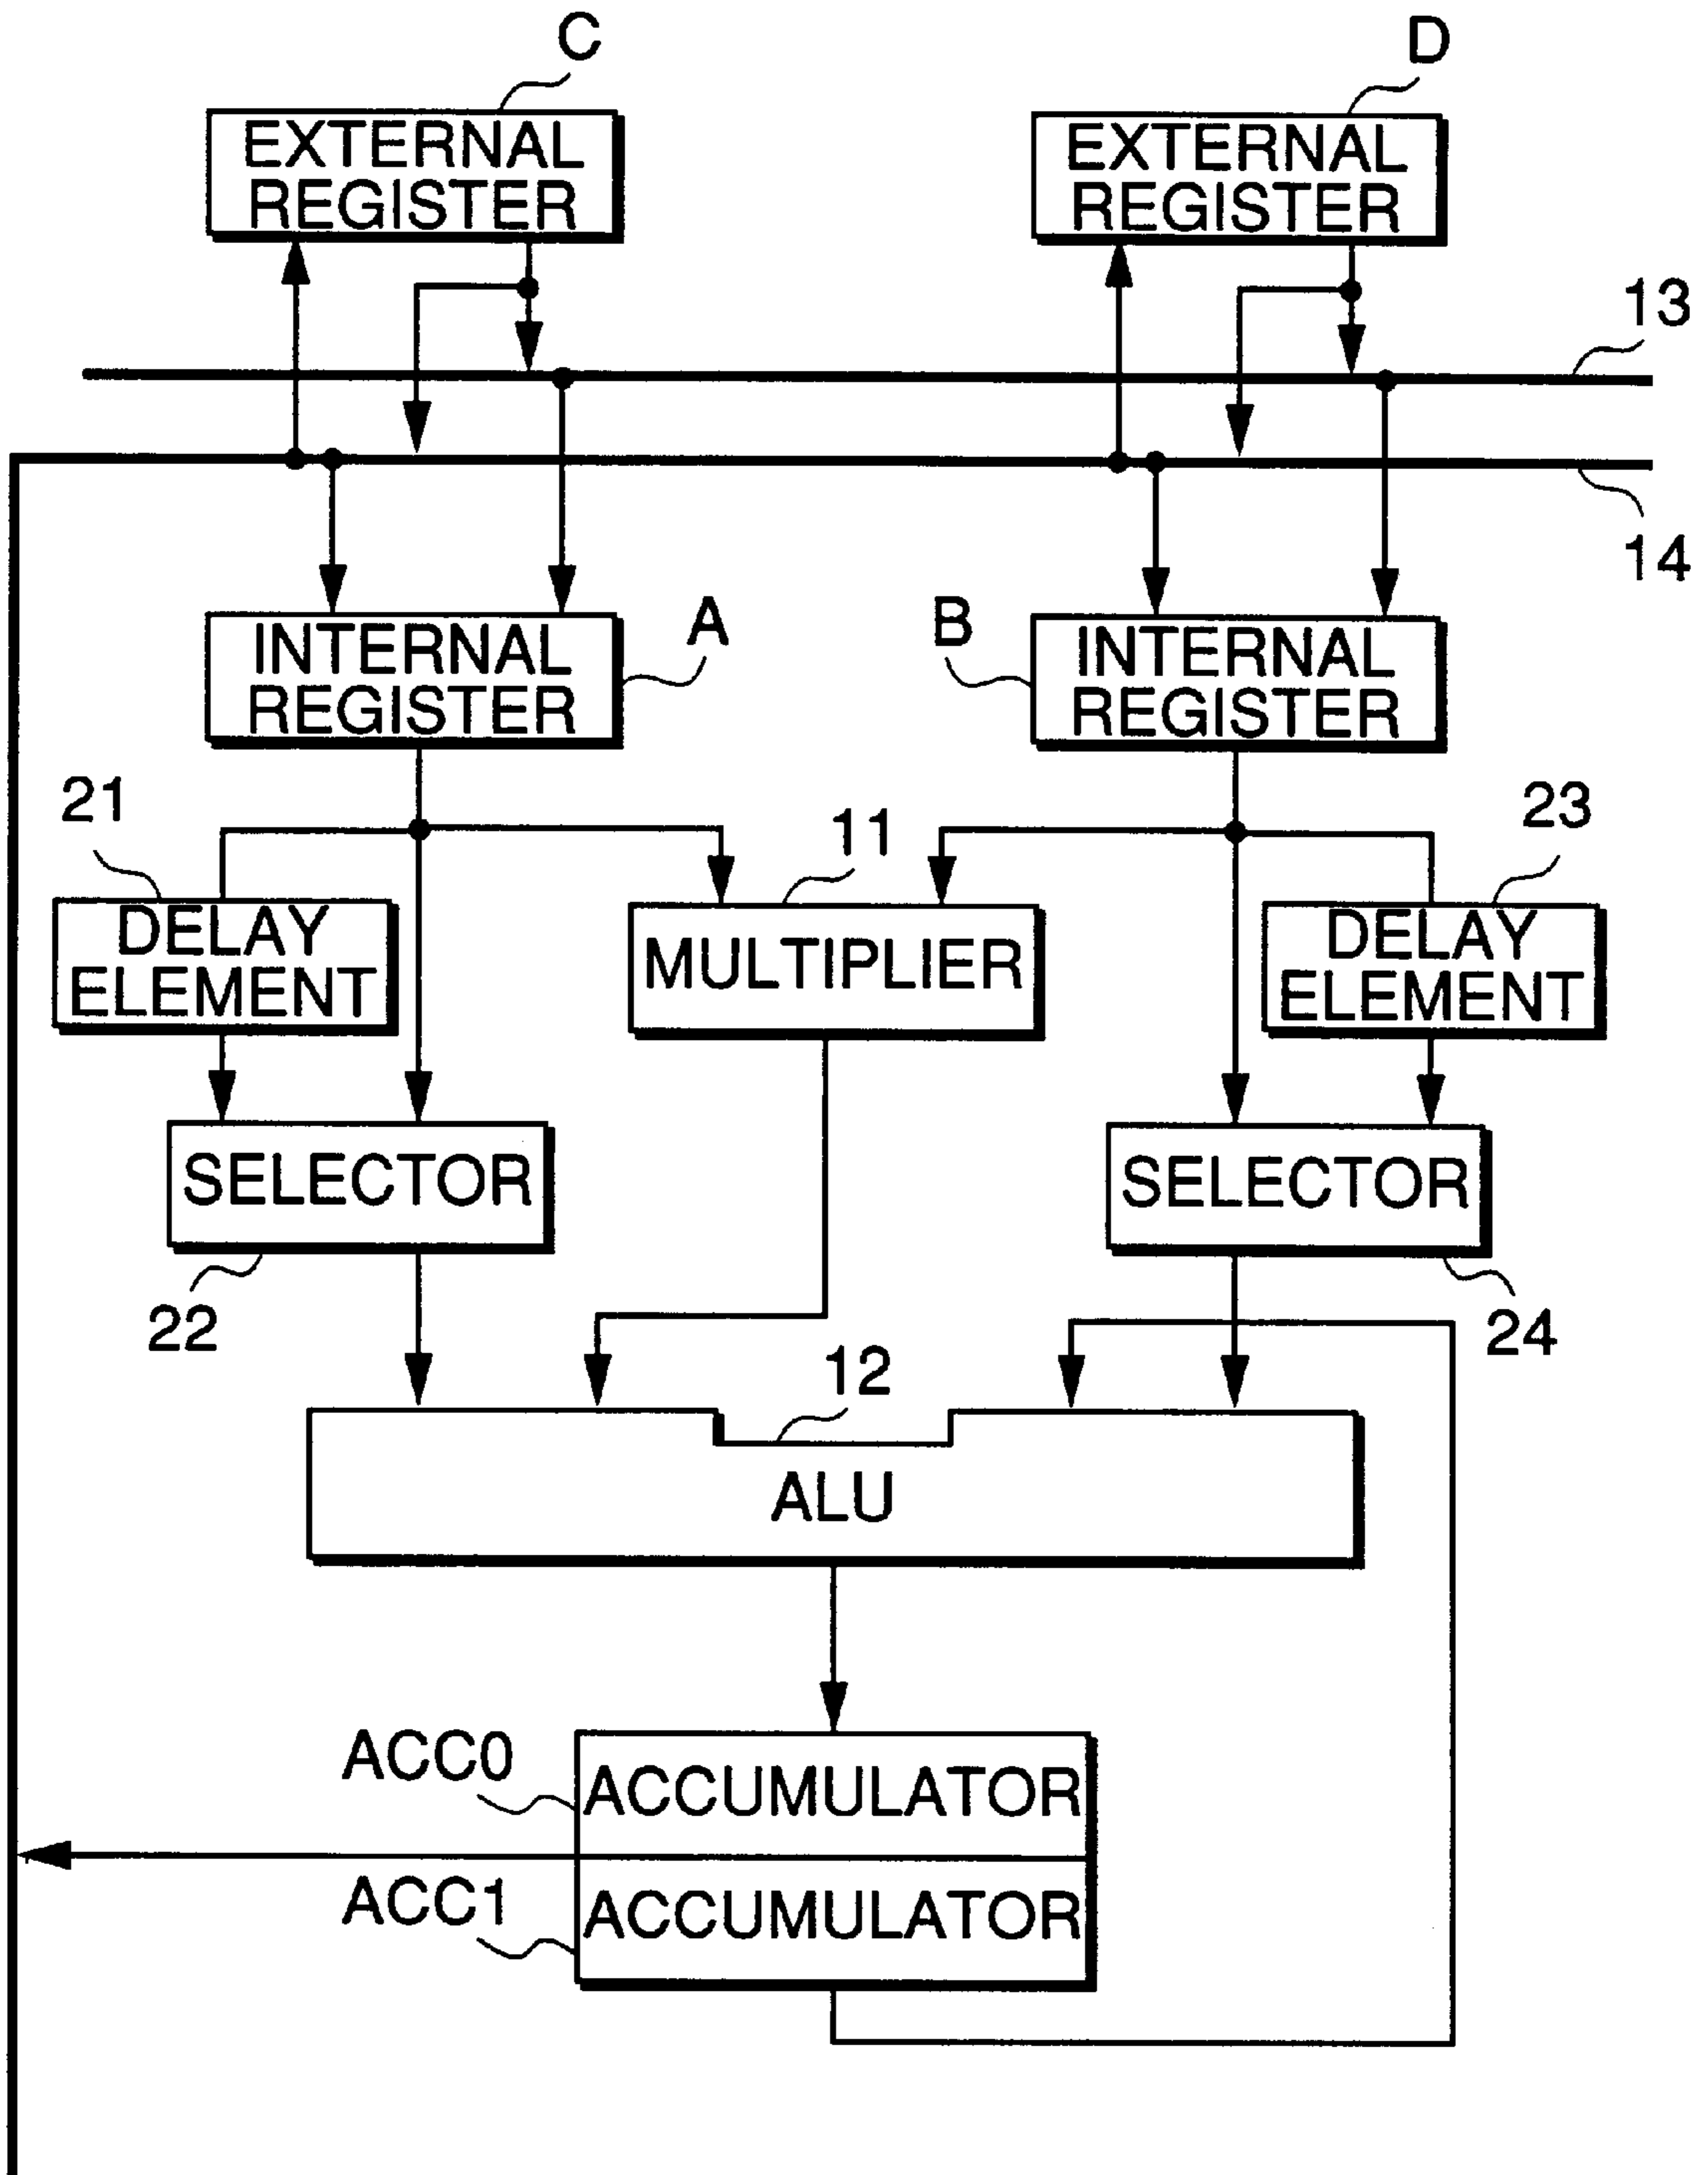 C
D
EXTERNAL
REGISTER
EXTERNAL
REGISTER
13
14
INTERNAL
REGISTER
A
B
INTERNAL
REGISTER
21
11
23
DELAY
ELEMENT
MULTIPLIER
DELAY
ELEMENT
SELECTOR
SELECTOR
22
24
12
ALU
ACC0
ACCUMULATOR
ACC1
ACCUMULATOR